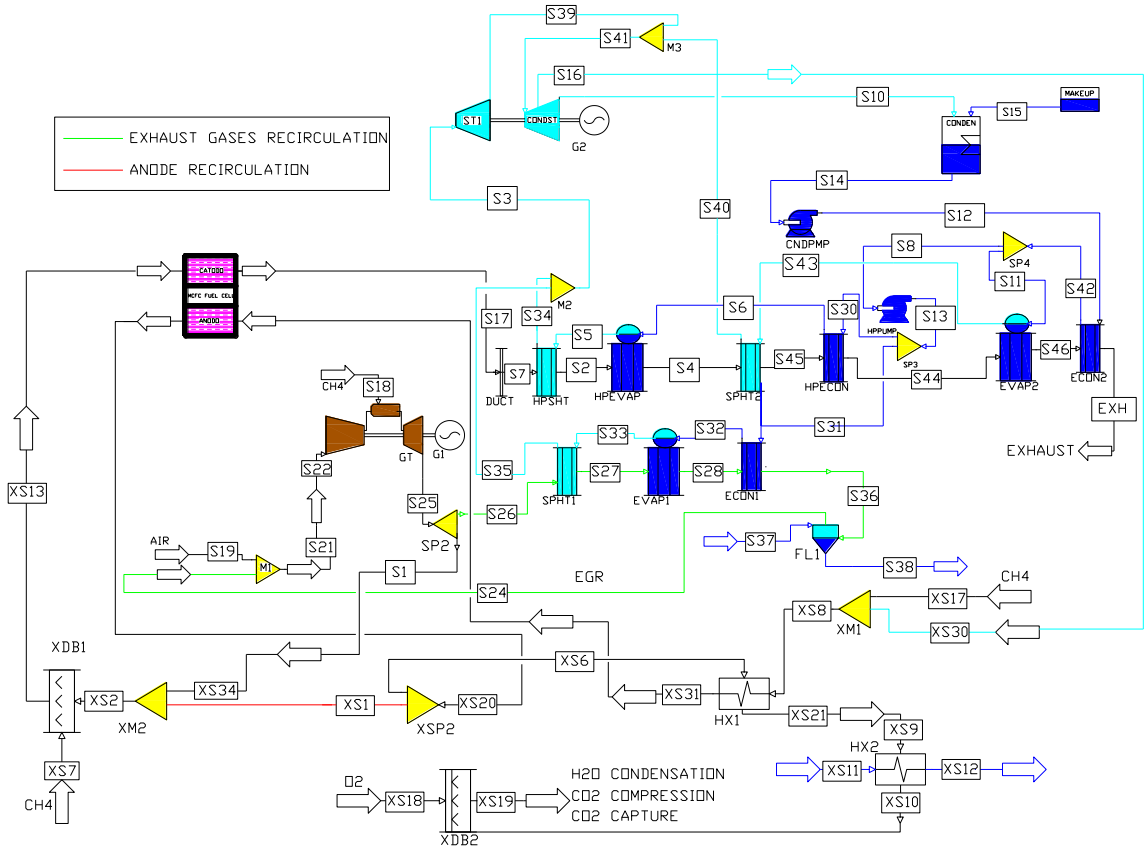 S39
S41
M3
S16
S10
MAKEUP
S15
ST1
CONDST
G2
CONDEN
EXHAUST GASES RECIRCULATION
ANODE RECIRCULATION
S14
S3
S40
S12
CNDPMP
S8
SP4
S43
S11
S42
CATODO
MCFC FUEL CELL
ANODO
M2
S34
S17
S5
S6
S30
HPPUMP
S13
SP3
S7
S2
S4
S45
S44
S46
DUCT
HPSHT
HPEVAP
SPHT2
HPECON
EVAP2
ECON2
CH4
S18
EXH
GT
G1
S31
S33
S32
EXHAUST
S22
S35
S27
S28
XS13
SPHT1
EVAP1
ECON1
S25
S26
S36
SP2
AIR
S19
S21
M1
S37
FL1
S38
S1
EGR
S24
CH4
XS17
XS8
XM1
XS30
XDB1
XS6
XS34
XS31
XS2
XS1
XS20
HX1
XM2
XSP2
XS21
XS9
HX2
XS7
XS11
XS12
CH4
O2
XS18
XS19
H2O CONDENSATION
CO2 COMPRESSION
CO2 CAPTURE
XS10
XDB2